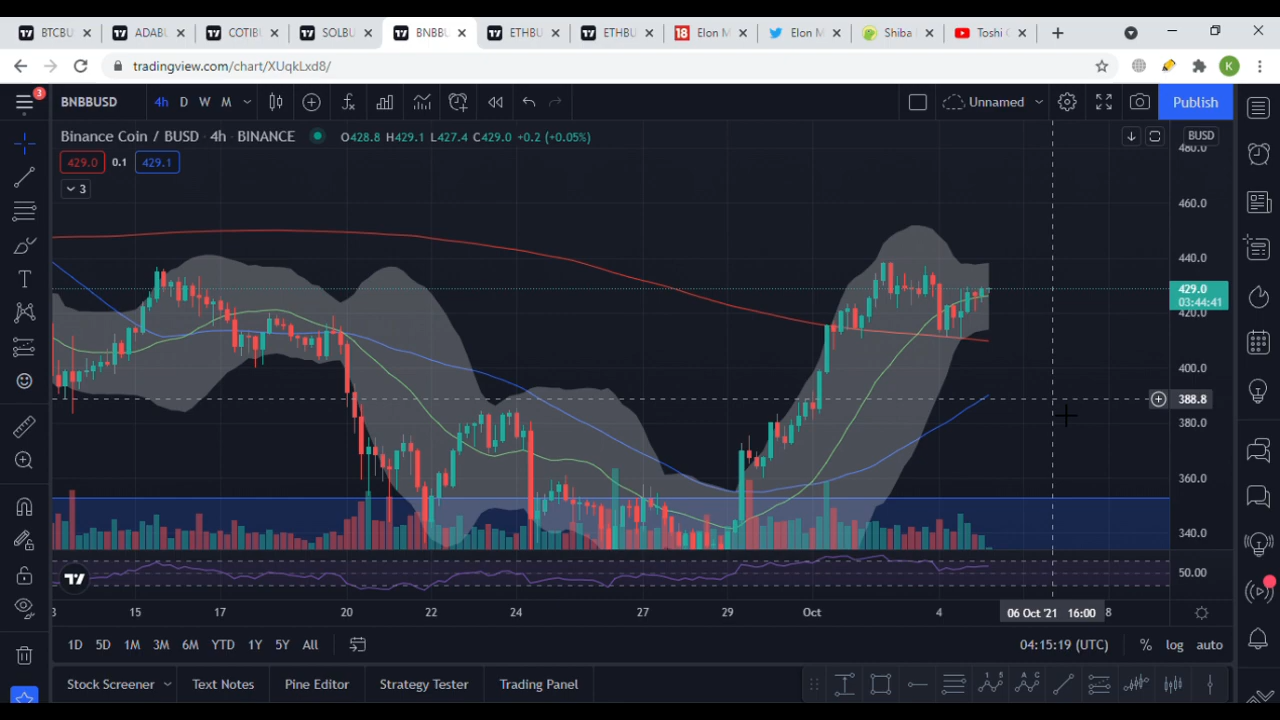 BTCBU
ADABU
COTIBU
SOLBU
BNBBU
ETHBU
ETHBU
18 Elon M
Elon M
Shiba
Toshi
tradingview.com/chart/XUqkLxd8/
K
3
BNBBUSD 4h D W M
Unnamed
Publish
Binance Coin / BUSD · 4h · BINANCE O428.8 H429.1 L427.4 C429.0 +0.2 (+0.05%)
BUSD
429.0 0.1 429.1
3
480.0
460.0
440.0
429.0
03:44:41
420.0
400.0
388.8
380.0
360.0
340.0
50.00
15 17 20 22 24 27 29 Oct 4 06 Oct '21 16:00 8
1D 5D 1M 3M 6M YTD 1Y 5Y All
04:15:19 (UTC) % log auto
Stock Screener Text Notes Pine Editor Strategy Tester Trading Panel